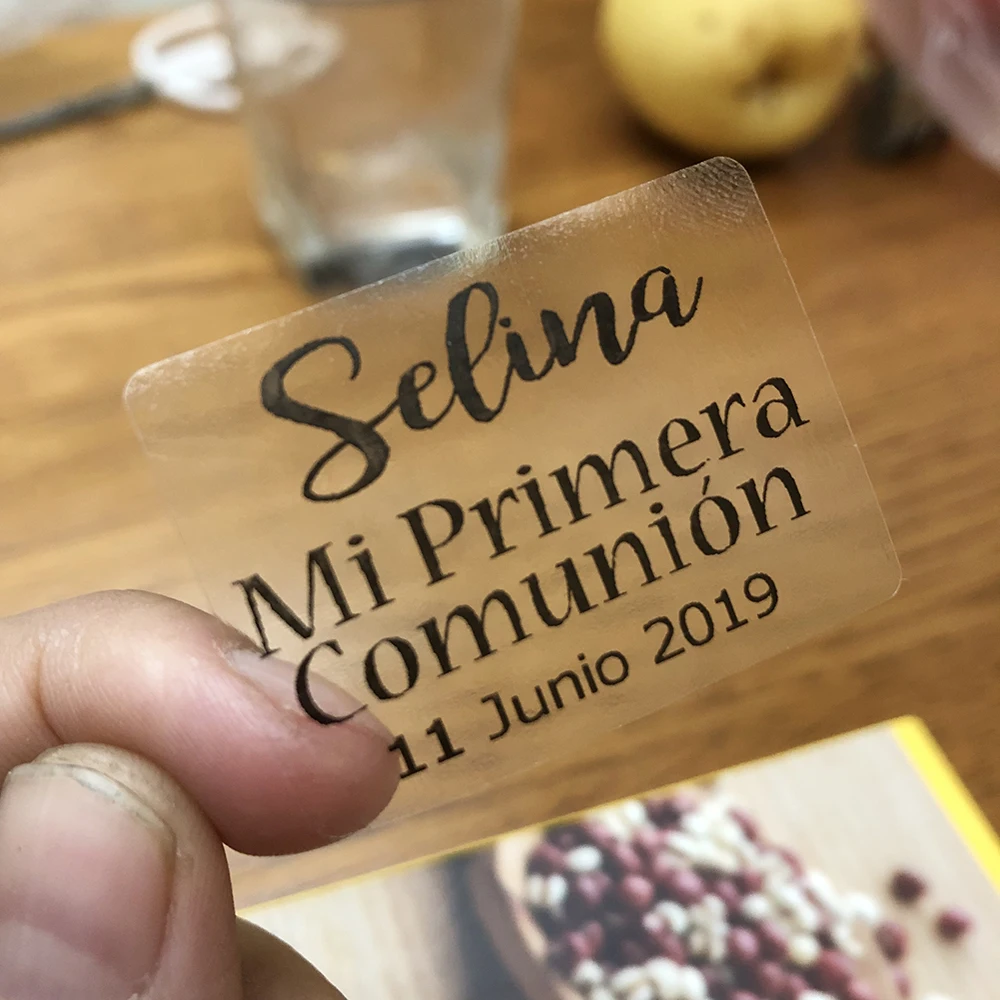 Selina
Mi Primera
Comunión
11 Junio 2019